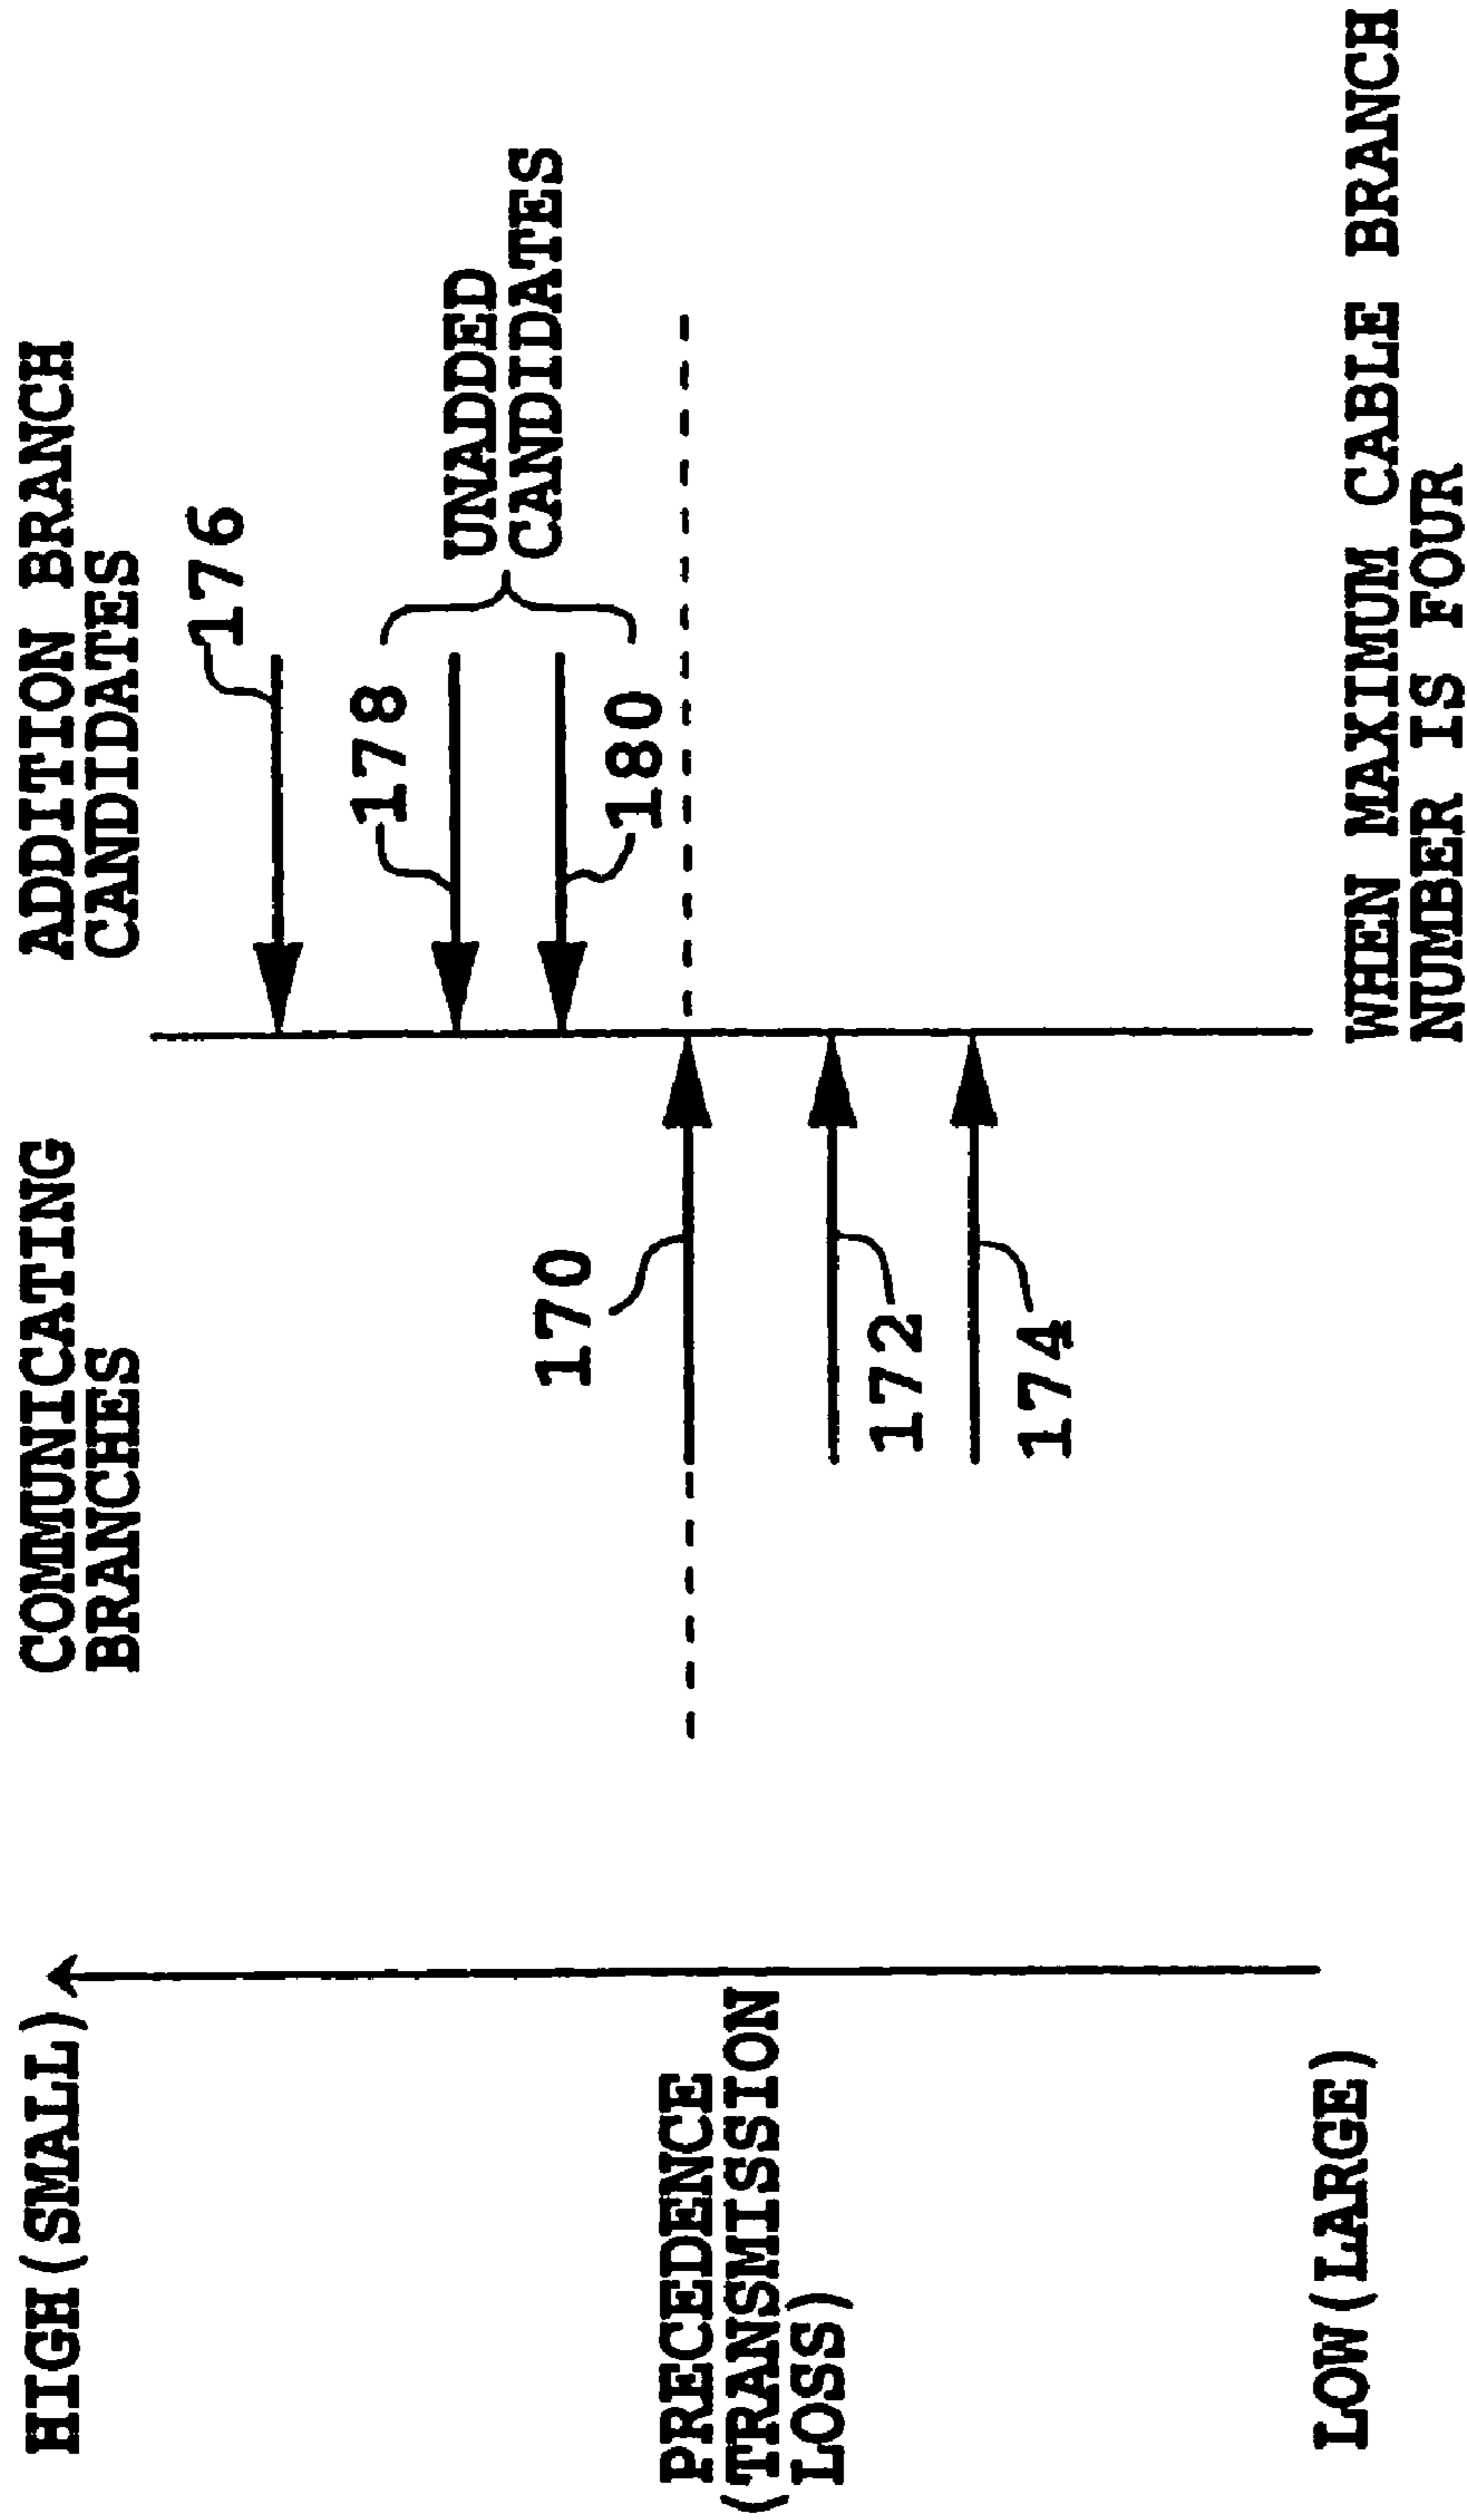 HIGH(SMALL)
PRECEDENCE
(TRANSMISSION
LOSS)
LOW(LARGE)
COMMUNICATING
BRANCHES
170
172
174
ADDITION BRANCH
CANDIDATES
176
178
180
UNADDED
CANDIDATES
WHEN MAXIMUM CABLE BRANCH
NUMBER IS FOUR